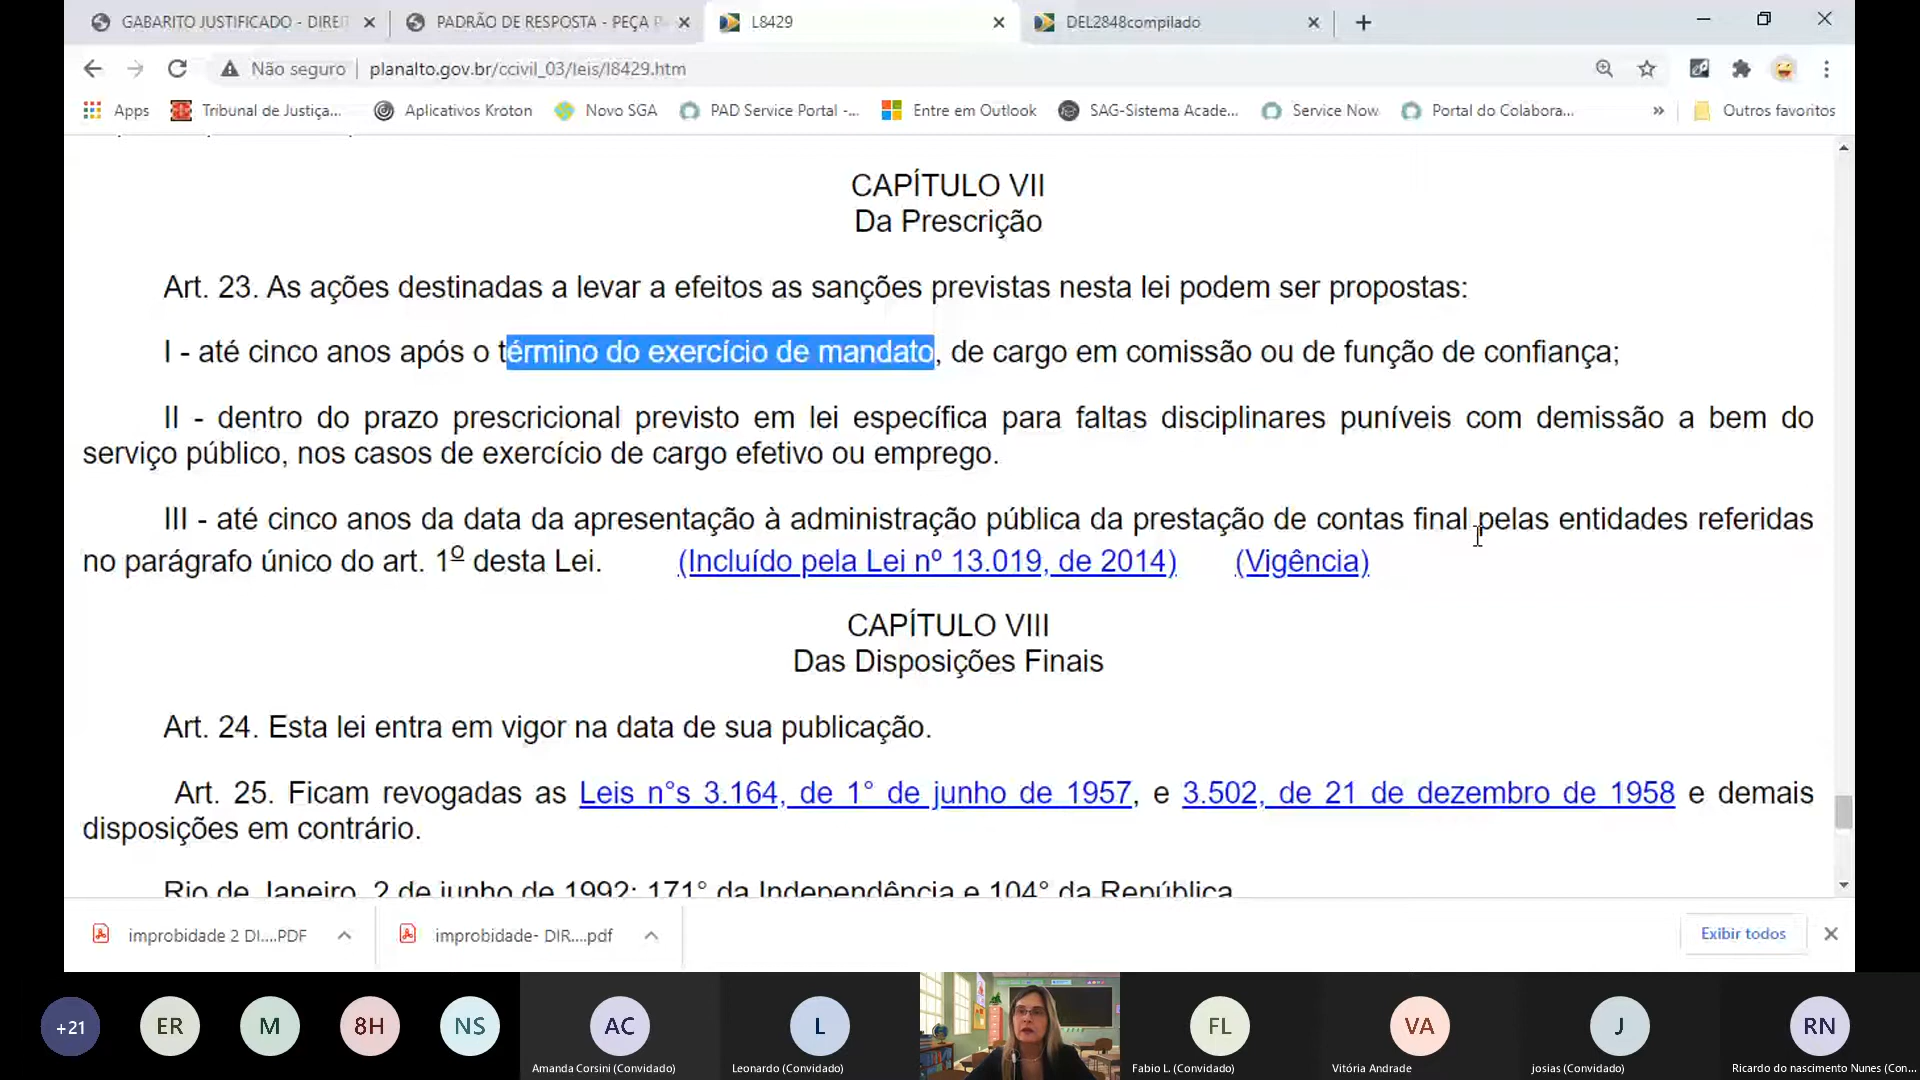 GABARITO JUSTIFICADO - DIREI
PADRÃO DE RESPOSTA - PEÇA P
L8429
DEL2848compilado
Não seguro
planalto.gov.br/ccivil_03/leis/l8429.htm
Apps
Tribunal de Justiça...
Aplicativos Kroton
Novo SGA
PAD Service Portal -...
Entre em Outlook
SAG-Sistema Acade...
Service Now
Portal do Colabora...
»
Outros favoritos
CAPÍTULO VII
Da Prescrição
Art. 23. As ações destinadas a levar a efeitos as sanções previstas nesta lei podem ser propostas:
I - até cinco anos após o término do exercício de mandato, de cargo em comissão ou de função de confiança;
II - dentro do prazo prescricional previsto em lei específica para faltas disciplinares puníveis com demissão a bem do
serviço público, nos casos de exercício de cargo efetivo ou emprego.
III - até cinco anos da data da apresentação à administração pública da prestação de contas final pelas entidades referidas
no parágrafo único do art. 1º desta Lei. (Incluído pela Lei nº 13.019, de 2014) (Vigência)
CAPÍTULO VIII
Das Disposições Finais
Art. 24. Esta lei entra em vigor na data de sua publicação.
Art. 25. Ficam revogadas as Leis n°s 3.164, de 1° de junho de 1957, e 3.502, de 21 de dezembro de 1958 e demais
disposições em contrário.
Rio de Janeiro, 2 de junho de 1992; 171° da Independência e 104° da República.
improbidade 2 DI....PDF
improbidade- DIR....pdf
Exibir todos
+21
ER
M
8H
NS
AC
L
FL
VA
J
RN
Amanda Corsini (Convidado)
Leonardo (Convidado)
Fabio L. (Convidado)
Vitória Andrade
josias (Convidado)
Ricardo do nascimento Nunes (Con...